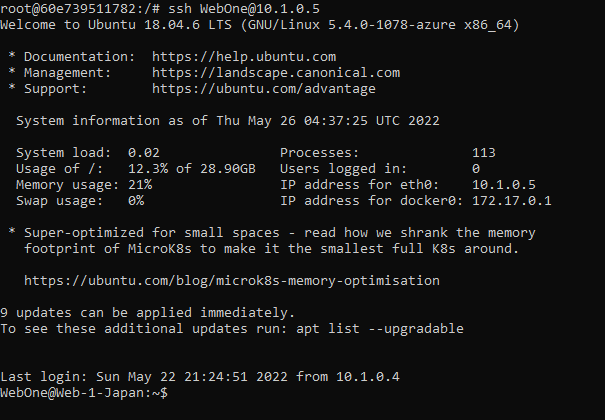 root@60e739511782:/# ssh WebOne@10.1.0.5
Welcome to Ubuntu 18.04.6 LTS (GNU/Linux 5.4.0-1078-azure x86_64)

 * Documentation:  https://help.ubuntu.com
 * Management:     https://landscape.canonical.com
 * Support:        https://ubuntu.com/advantage

  System information as of Thu May 26 04:37:25 UTC 2022

  System load:  0.02               Processes:              113
  Usage of /:   12.3% of 28.90GB   Users logged in:        0
  Memory usage: 21%                IP address for eth0:    10.1.0.5
  Swap usage:   0%                 IP address for docker0: 172.17.0.1

 * Super-optimized for small spaces - read how we shrank the memory
   footprint of MicroK8s to make it the smallest full K8s around.

   https://ubuntu.com/blog/microk8s-memory-optimisation

9 updates can be applied immediately.
To see these additional updates run: apt list --upgradable


Last login: Sun May 22 21:24:51 2022 from 10.1.0.4
WebOne@Web-1-Japan:~$